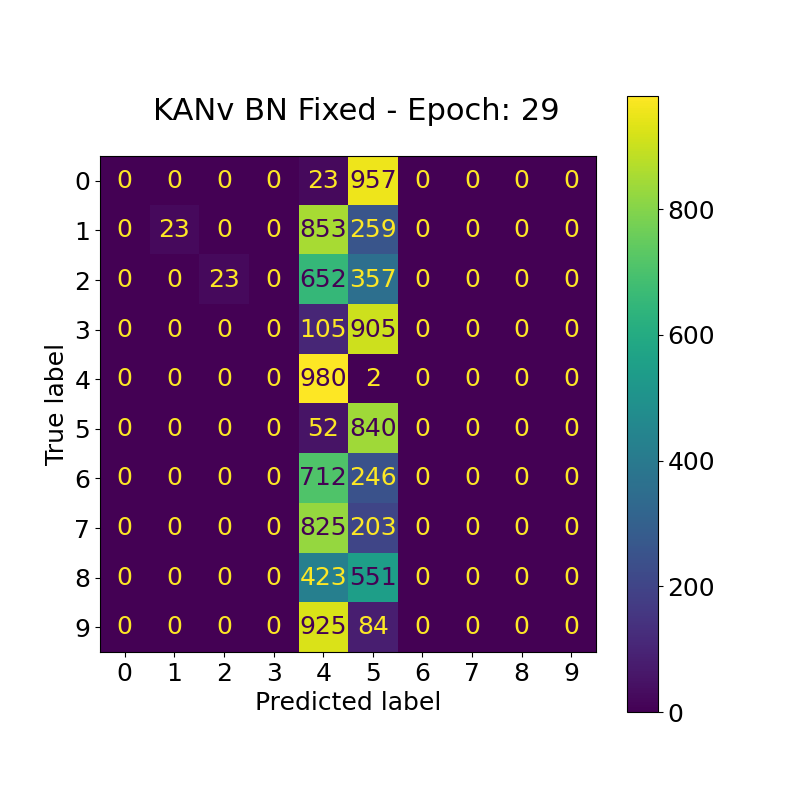 KANv BN Fixed - Epoch: 29
0 0 0 0 0 23 957 0 0 0 0
1 0 23 0 0 853 259 0 0 0 0
2 0 0 23 0 652 357 0 0 0 0
3 0 0 0 0 105 905 0 0 0 0
4 0 0 0 0 980 2 0 0 0 0
5 0 0 0 0 52 840 0 0 0 0
6 0 0 0 0 712 246 0 0 0 0
7 0 0 0 0 825 203 0 0 0 0
8 0 0 0 0 423 551 0 0 0 0
9 0 0 0 0 925 84 0 0 0 0
0 1 2 3 4 5 6 7 8 9
Predicted label
True label
800
600
400
200
0